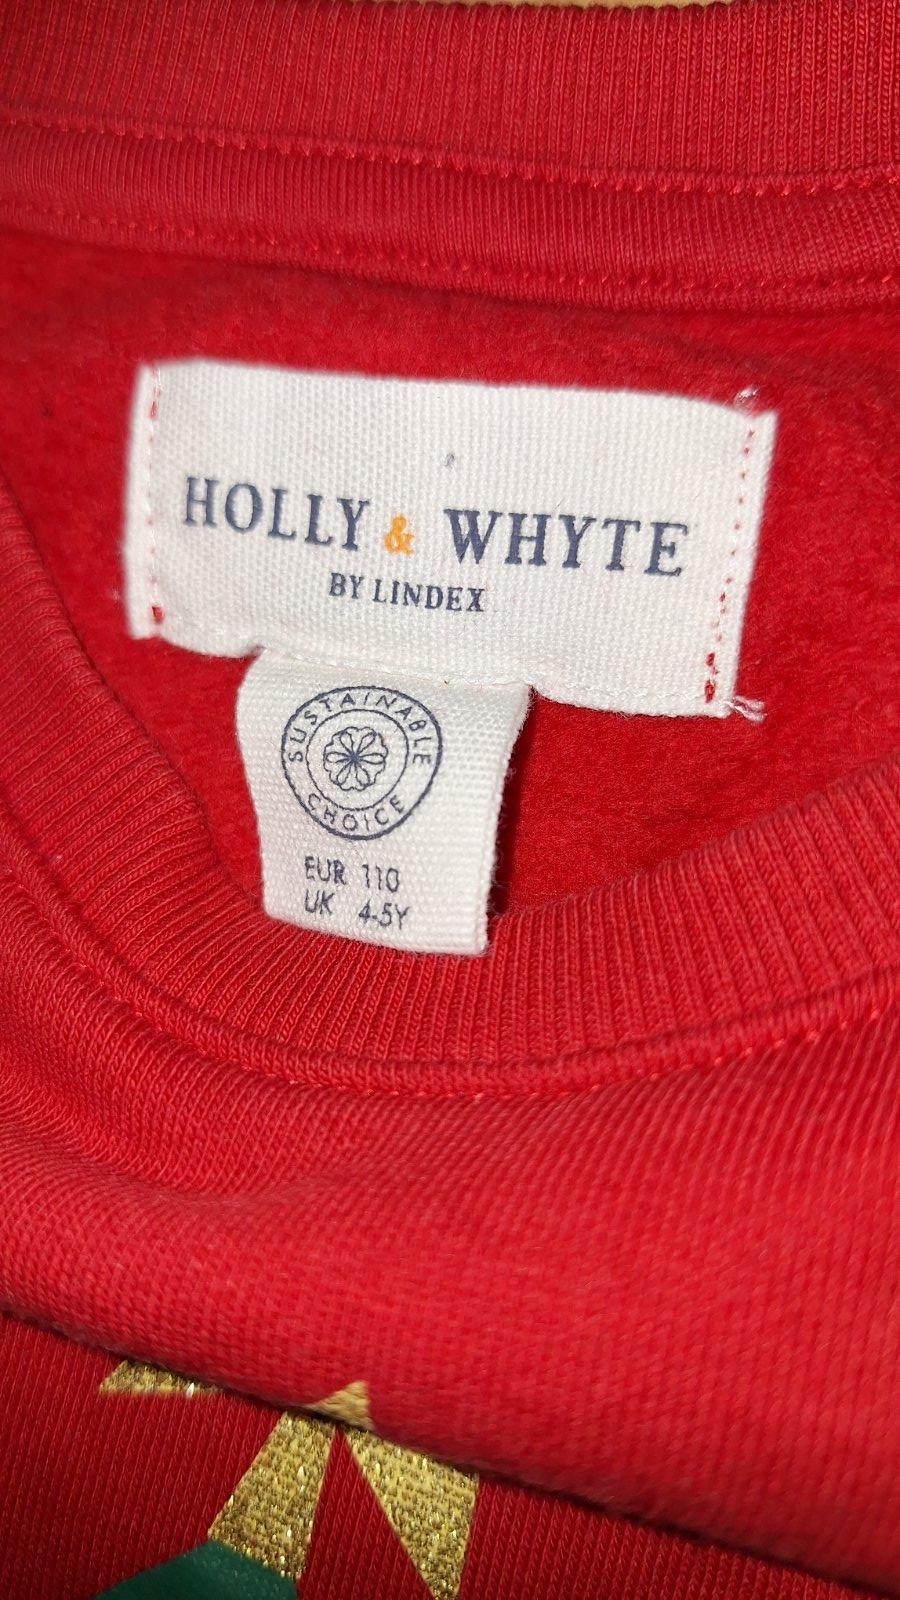 HOLLY & WHYTE
BY LINDEX
SUSTAINABLE
CHOICE
EUR 110
UK 4-5Y